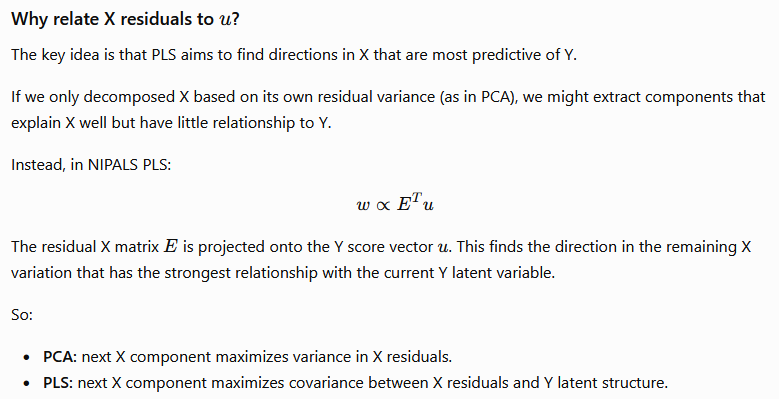 Why relate X residuals to u?
The key idea is that PLS aims to find directions in X that are most predictive of Y.
If we only decomposed X based on its own residual variance (as in PCA), we might extract components that
explain X well but have little relationship to Y.
Instead, in NIPALS PLS:
w ∝ Eᵀu
The residual X matrix E is projected onto the Y score vector u. This finds the direction in the remaining X
variation that has the strongest relationship with the current Y latent variable.
So:
• PCA: next X component maximizes variance in X residuals.
• PLS: next X component maximizes covariance between X residuals and Y latent structure.